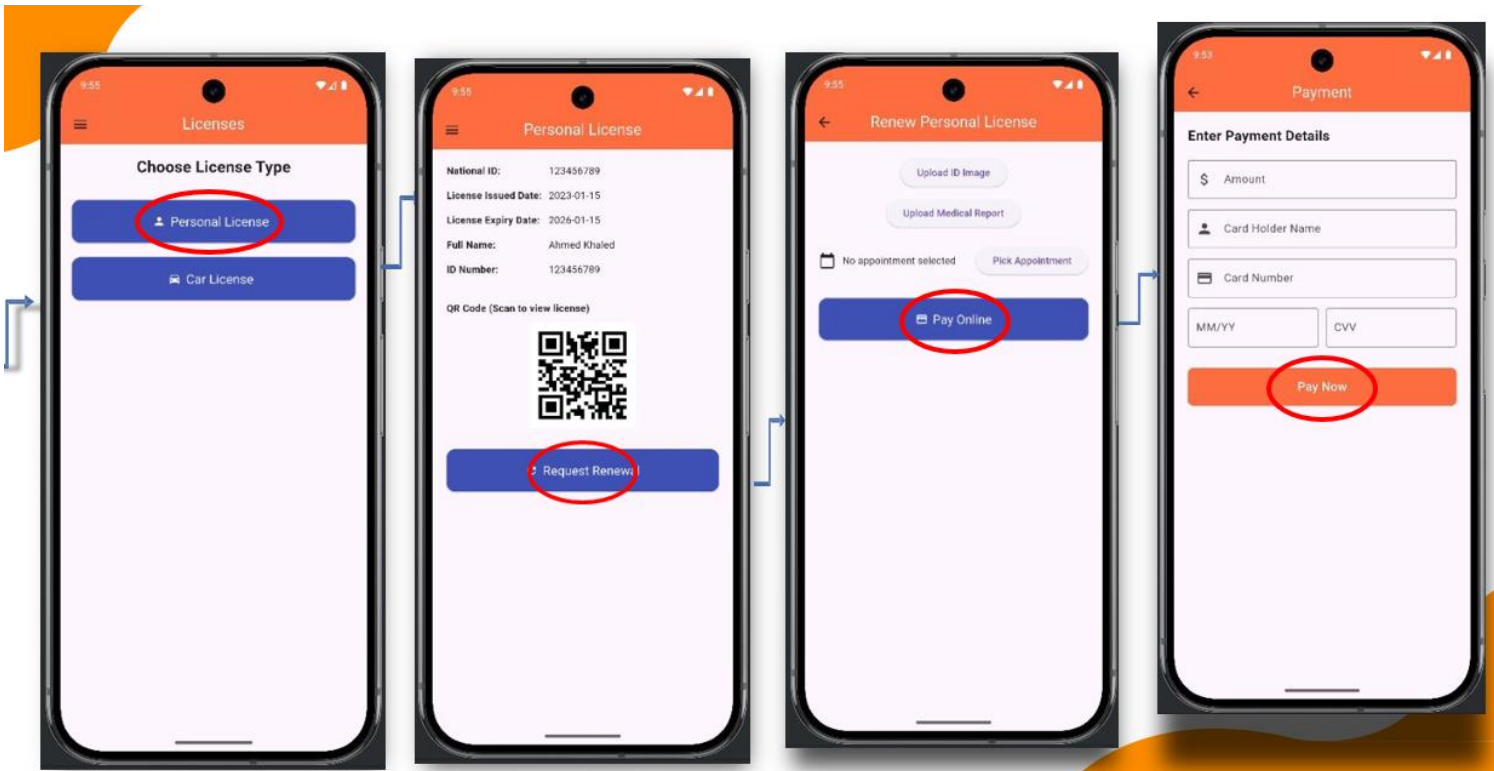 9:55
Licenses
Choose License Type
Personal License
Car License
9:55
Personal License
National ID: 123456789
License Issued Date: 2023-01-15
License Expiry Date: 2026-01-15
Full Name: Ahmed Khaled
ID Number: 123456789
QR Code (Scan to view license)
Request Renewal
9:55
Renew Personal License
Upload ID Image
Upload Medical Report
No appointment selected Pick Appointment
Pay Online
9:53
Payment
Enter Payment Details
$ Amount
Card Holder Name
Card Number
MM/YY CVV
Pay Now